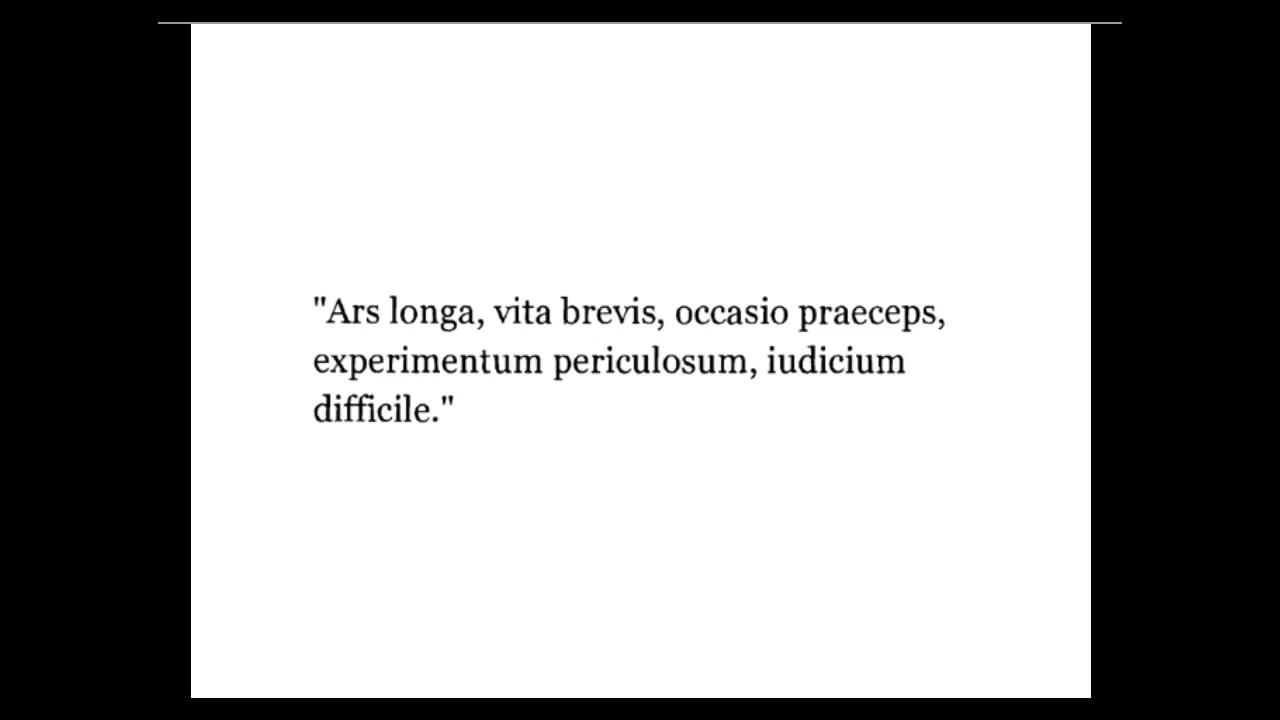 "Ars longa, vita brevis, occasio praeceps,
experimentum periculosum, iudicium
difficile."